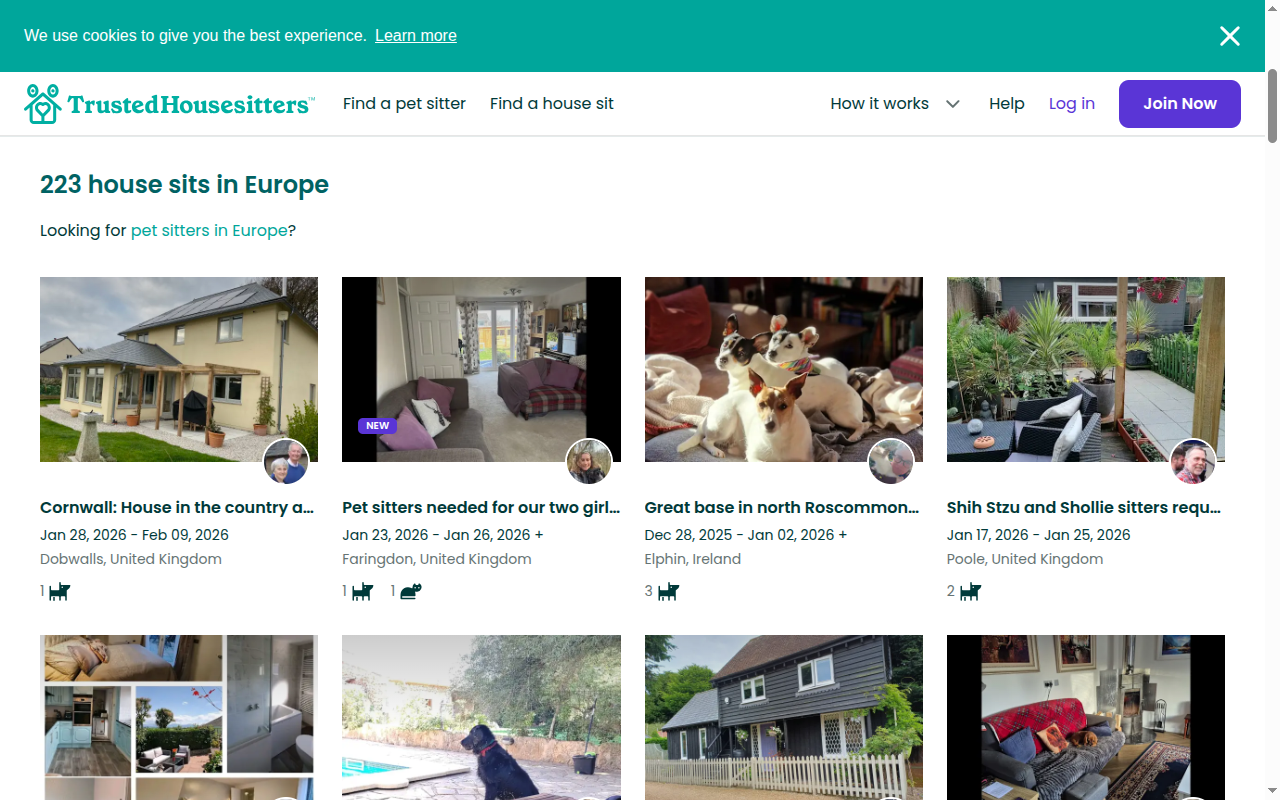 We use cookies to give you the best experience. Learn more
TrustedHousesitters™
Find a pet sitter
Find a house sit
How it works
Help
Log in
Join Now
223 house sits in Europe
Looking for pet sitters in Europe?
NEW
Cornwall: House in the country a...
Jan 28, 2026 - Feb 09, 2026
Dobwalls, United Kingdom
1
Pet sitters needed for our two girl...
Jan 23, 2026 - Jan 26, 2026 +
Faringdon, United Kingdom
1 1
Great base in north Roscommon...
Dec 28, 2025 - Jan 02, 2026 +
Elphin, Ireland
3
Shih Stzu and Shollie sitters requ...
Jan 17, 2026 - Jan 25, 2026
Poole, United Kingdom
2